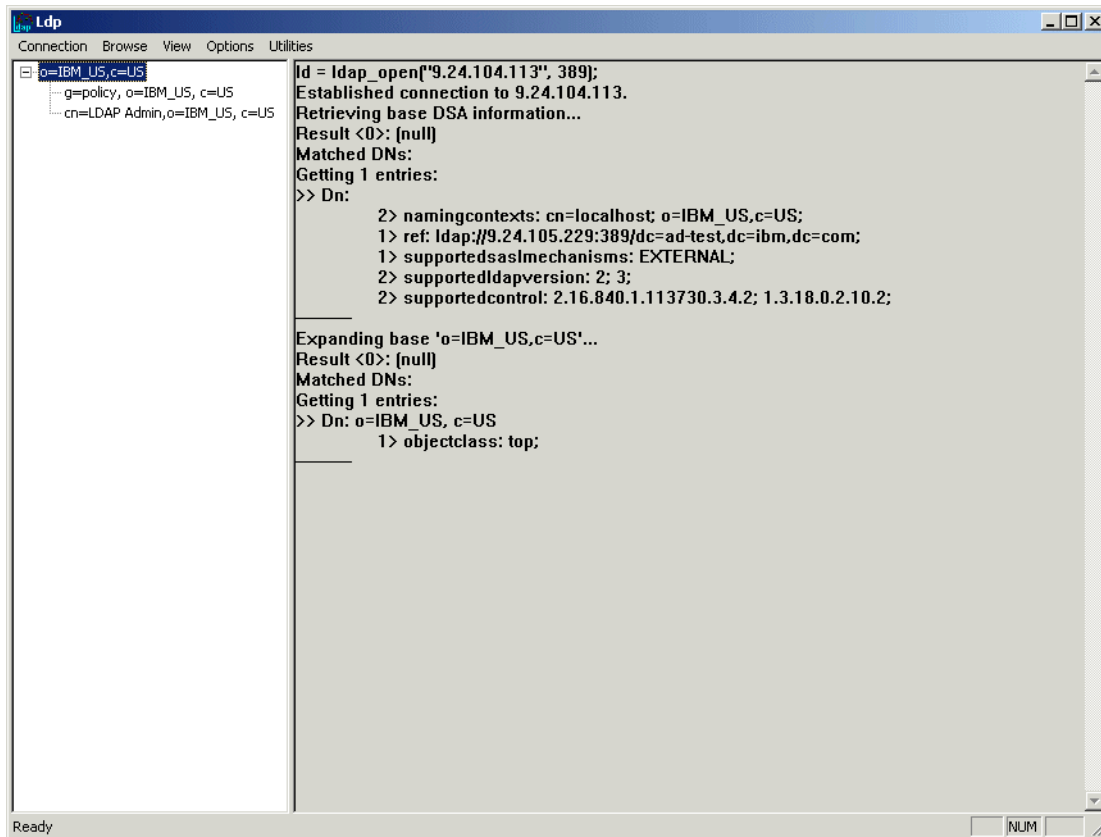 Ldp
Connection Browse View Options Utilities
o=IBM_US,c=US
g=policy, o=IBM_US, c=US
cn=LDAP Admin,o=IBM_US, c=US
ld = ldap_open("9.24.104.113", 389);
Established connection to 9.24.104.113.
Retrieving base DSA information...
Result <0>: (null)
Matched DNs:
Getting 1 entries:
>> Dn:
2> namingcontexts: cn=localhost; o=IBM_US,c=US;
1> ref: ldap://9.24.105.229:389/dc=ad-test,dc=ibm,dc=com;
1> supportedsaslmechanisms: EXTERNAL;
2> supportedldapversion: 2; 3;
2> supportedcontrol: 2.16.840.1.113730.3.4.2; 1.3.18.0.2.10.2;
Expanding base 'o=IBM_US,c=US'...
Result <0>: (null)
Matched DNs:
Getting 1 entries:
>> Dn: o=IBM_US, c=US
1> objectclass: top;
Ready
NUM